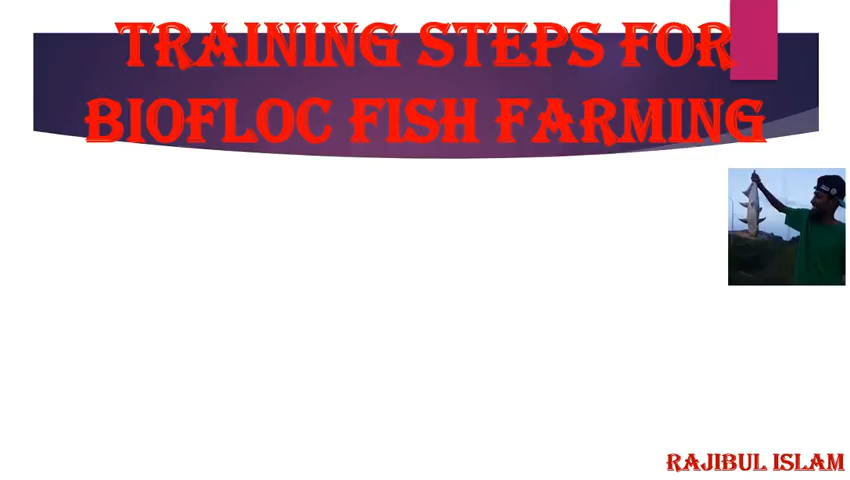 TRAINING STEPS FOR
BIOFLOC FISH FARMING
RAJIBUL ISLAM